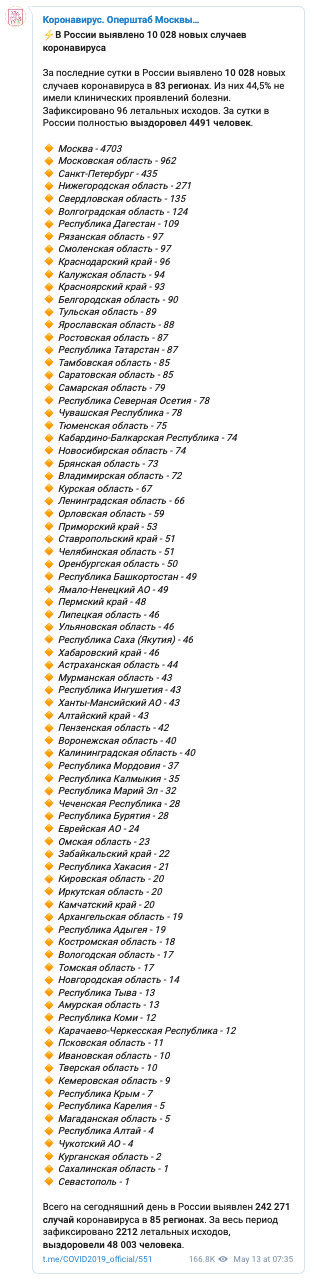 Коронавирус. Оперштаб Москвы...
⚡В России выявлено 10 028 новых случаев
коронавируса
За последние сутки в России выявлено 10 028 новых
случаев коронавируса в 83 регионах. Из них 44,5% не
имели клинических проявлений болезни.
Зафиксировано 96 летальных исходов. За сутки в
России полностью выздоровел 4491 человек.
🔸 Москва - 4703
🔸 Московская область - 962
🔸 Санкт-Петербург - 435
🔸 Нижегородская область - 271
🔸 Свердловская область - 135
🔸 Волгоградская область - 124
🔸 Республика Дагестан - 109
🔸 Рязанская область - 97
🔸 Смоленская область - 97
🔸 Краснодарский край - 96
🔸 Калужская область - 94
🔸 Красноярский край - 93
🔸 Белгородская область - 90
🔸 Тульская область - 89
🔸 Ярославская область - 88
🔸 Ростовская область - 87
🔸 Республика Татарстан - 87
🔸 Тамбовская область - 85
🔸 Саратовская область - 85
🔸 Самарская область - 79
🔸 Республика Северная Осетия - 78
🔸 Чувашская Республика - 78
🔸 Тюменская область - 75
🔸 Кабардино-Балкарская Республика - 74
🔸 Новосибирская область - 74
🔸 Брянская область - 73
🔸 Владимирская область - 72
🔸 Курская область - 67
🔸 Ленинградская область - 66
🔸 Орловская область - 59
🔸 Приморский край - 53
🔸 Ставропольский край - 51
🔸 Челябинская область - 51
🔸 Оренбургская область - 50
🔸 Республика Башкортостан - 49
🔸 Ямало-Ненецкий АО - 49
🔸 Пермский край - 48
🔸 Липецкая область - 46
🔸 Ульяновская область - 46
🔸 Республика Саха (Якутия) - 46
🔸 Хабаровский край - 46
🔸 Астраханская область - 44
🔸 Мурманская область - 43
🔸 Республика Ингушетия - 43
🔸 Ханты-Мансийский АО - 43
🔸 Алтайский край - 43
🔸 Пензенская область - 42
🔸 Воронежская область - 40
🔸 Калининградская область - 40
🔸 Республика Мордовия - 37
🔸 Республика Калмыкия - 35
🔸 Республика Марий Эл - 32
🔸 Чеченская Республика - 28
🔸 Республика Бурятия - 28
🔸 Еврейская АО - 24
🔸 Омская область - 23
🔸 Забайкальский край - 22
🔸 Республика Хакасия - 21
🔸 Кировская область - 20
🔸 Иркутская область - 20
🔸 Камчатский край - 20
🔸 Архангельская область - 19
🔸 Республика Адыгея - 19
🔸 Костромская область - 18
🔸 Вологодская область - 17
🔸 Томская область - 17
🔸 Новгородская область - 14
🔸 Республика Тыва - 13
🔸 Амурская область - 13
🔸 Республика Коми - 12
🔸 Карачаево-Черкесская Республика - 12
🔸 Псковская область - 11
🔸 Ивановская область - 10
🔸 Тверская область - 10
🔸 Кемеровская область - 9
🔸 Республика Крым - 7
🔸 Республика Карелия - 5
🔸 Магаданская область - 5
🔸 Республика Алтай - 4
🔸 Чукотский АО - 4
🔸 Курганская область - 2
🔸 Сахалинская область - 1
🔸 Севастополь - 1
Всего на сегодняшний день в России выявлен 242 271
случай коронавируса в 85 регионах. За весь период
зафиксировано 2212 летальных исходов,
выздоровели 48 003 человека.
t.me/COVID2019_official/551 166.8K May 13 at 07:35